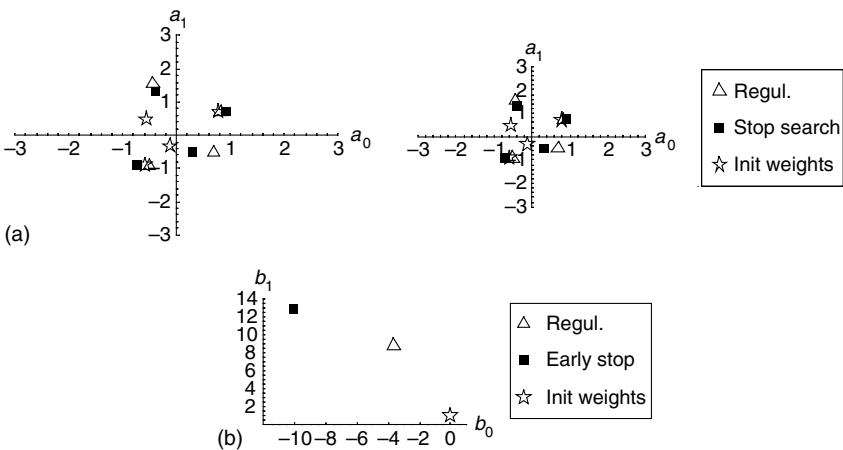 a1
3
2
1
−3 −2 −1 1 2 3 a0
−1
−2
−3
(a)
a1
3
2
1
−3 −2 −1 1 2 3 a0
−1
−2
−3
Regul.
Stop search
Init weights
b1
14
12
10
8
6
4
2
−10 −8 −6 −4 −2 0 b0
(b)
Regul.
Early stop
Init weights